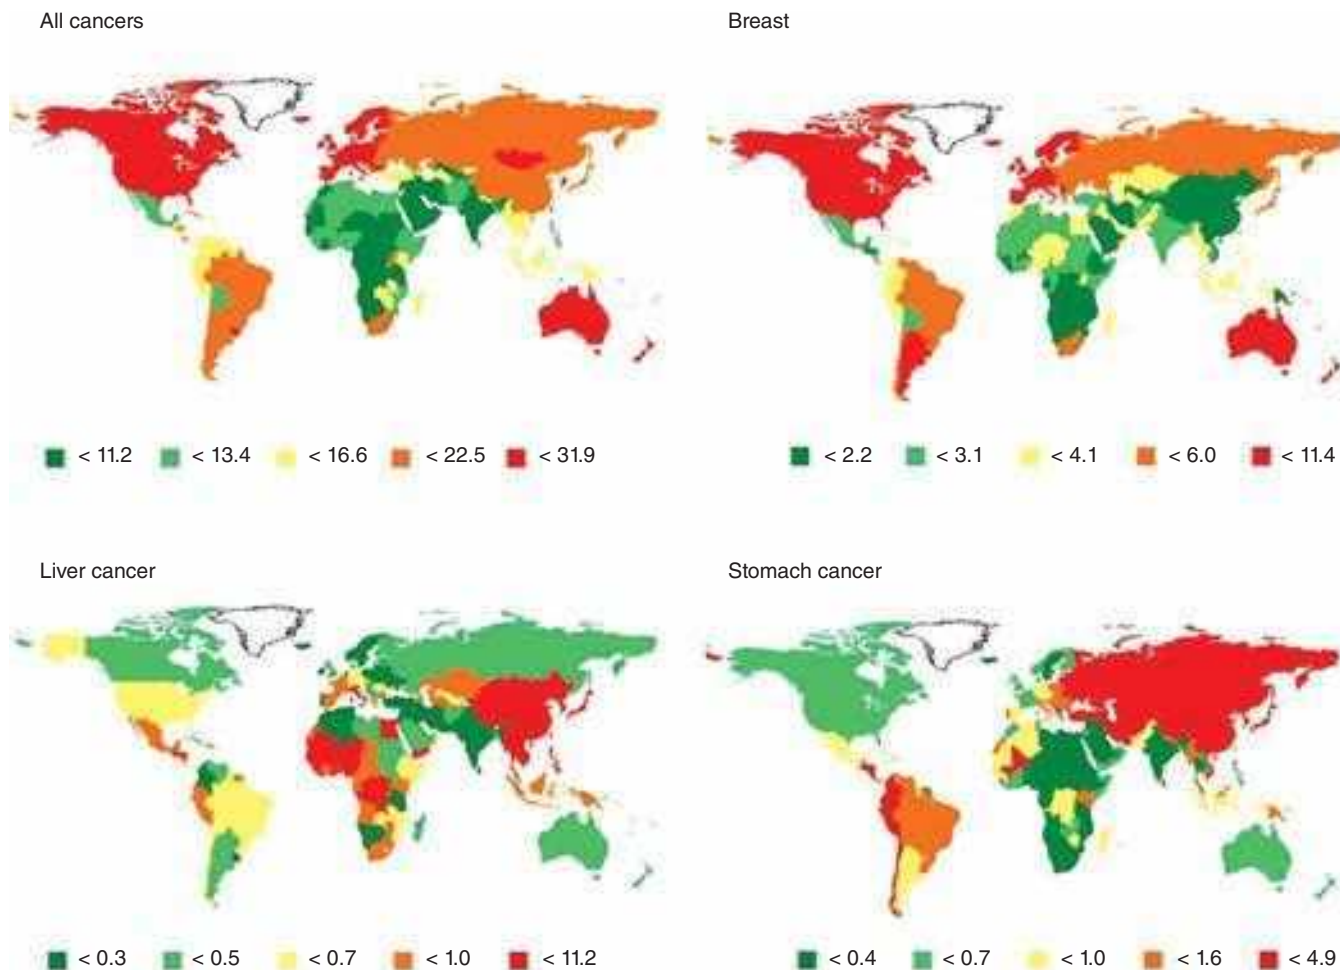 All cancers
Breast
< 11.2 < 13.4 < 16.6 < 22.5 < 31.9
< 2.2 < 3.1 < 4.1 < 6.0 < 11.4
Liver cancer
Stomach cancer
< 0.3 < 0.5 < 0.7 < 1.0 < 11.2
< 0.4 < 0.7 < 1.0 < 1.6 < 4.9